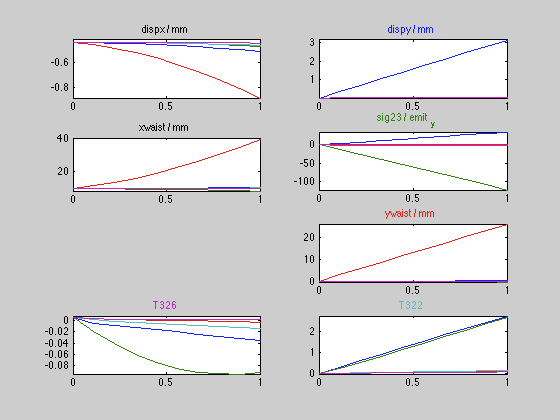 dispx / mm
-0.6
-0.8
0 0.5 1
dispy / mm
3
2
1
0
0 0.5 1
xwaist / mm
40
20
0 0.5 1
sig23 / emit y
0
-50
-100
0 0.5 1
ywaist / mm
20
10
0
0 0.5 1
T326
0
-0.02
-0.04
-0.06
-0.08
0 0.5 1
T322
2
1
0
0 0.5 1